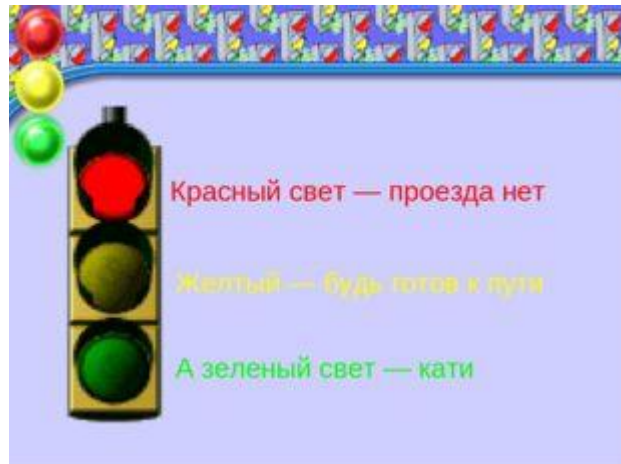 Красный свет — проезда нет
Желтый — будь готов к пути
А зеленый свет — кати